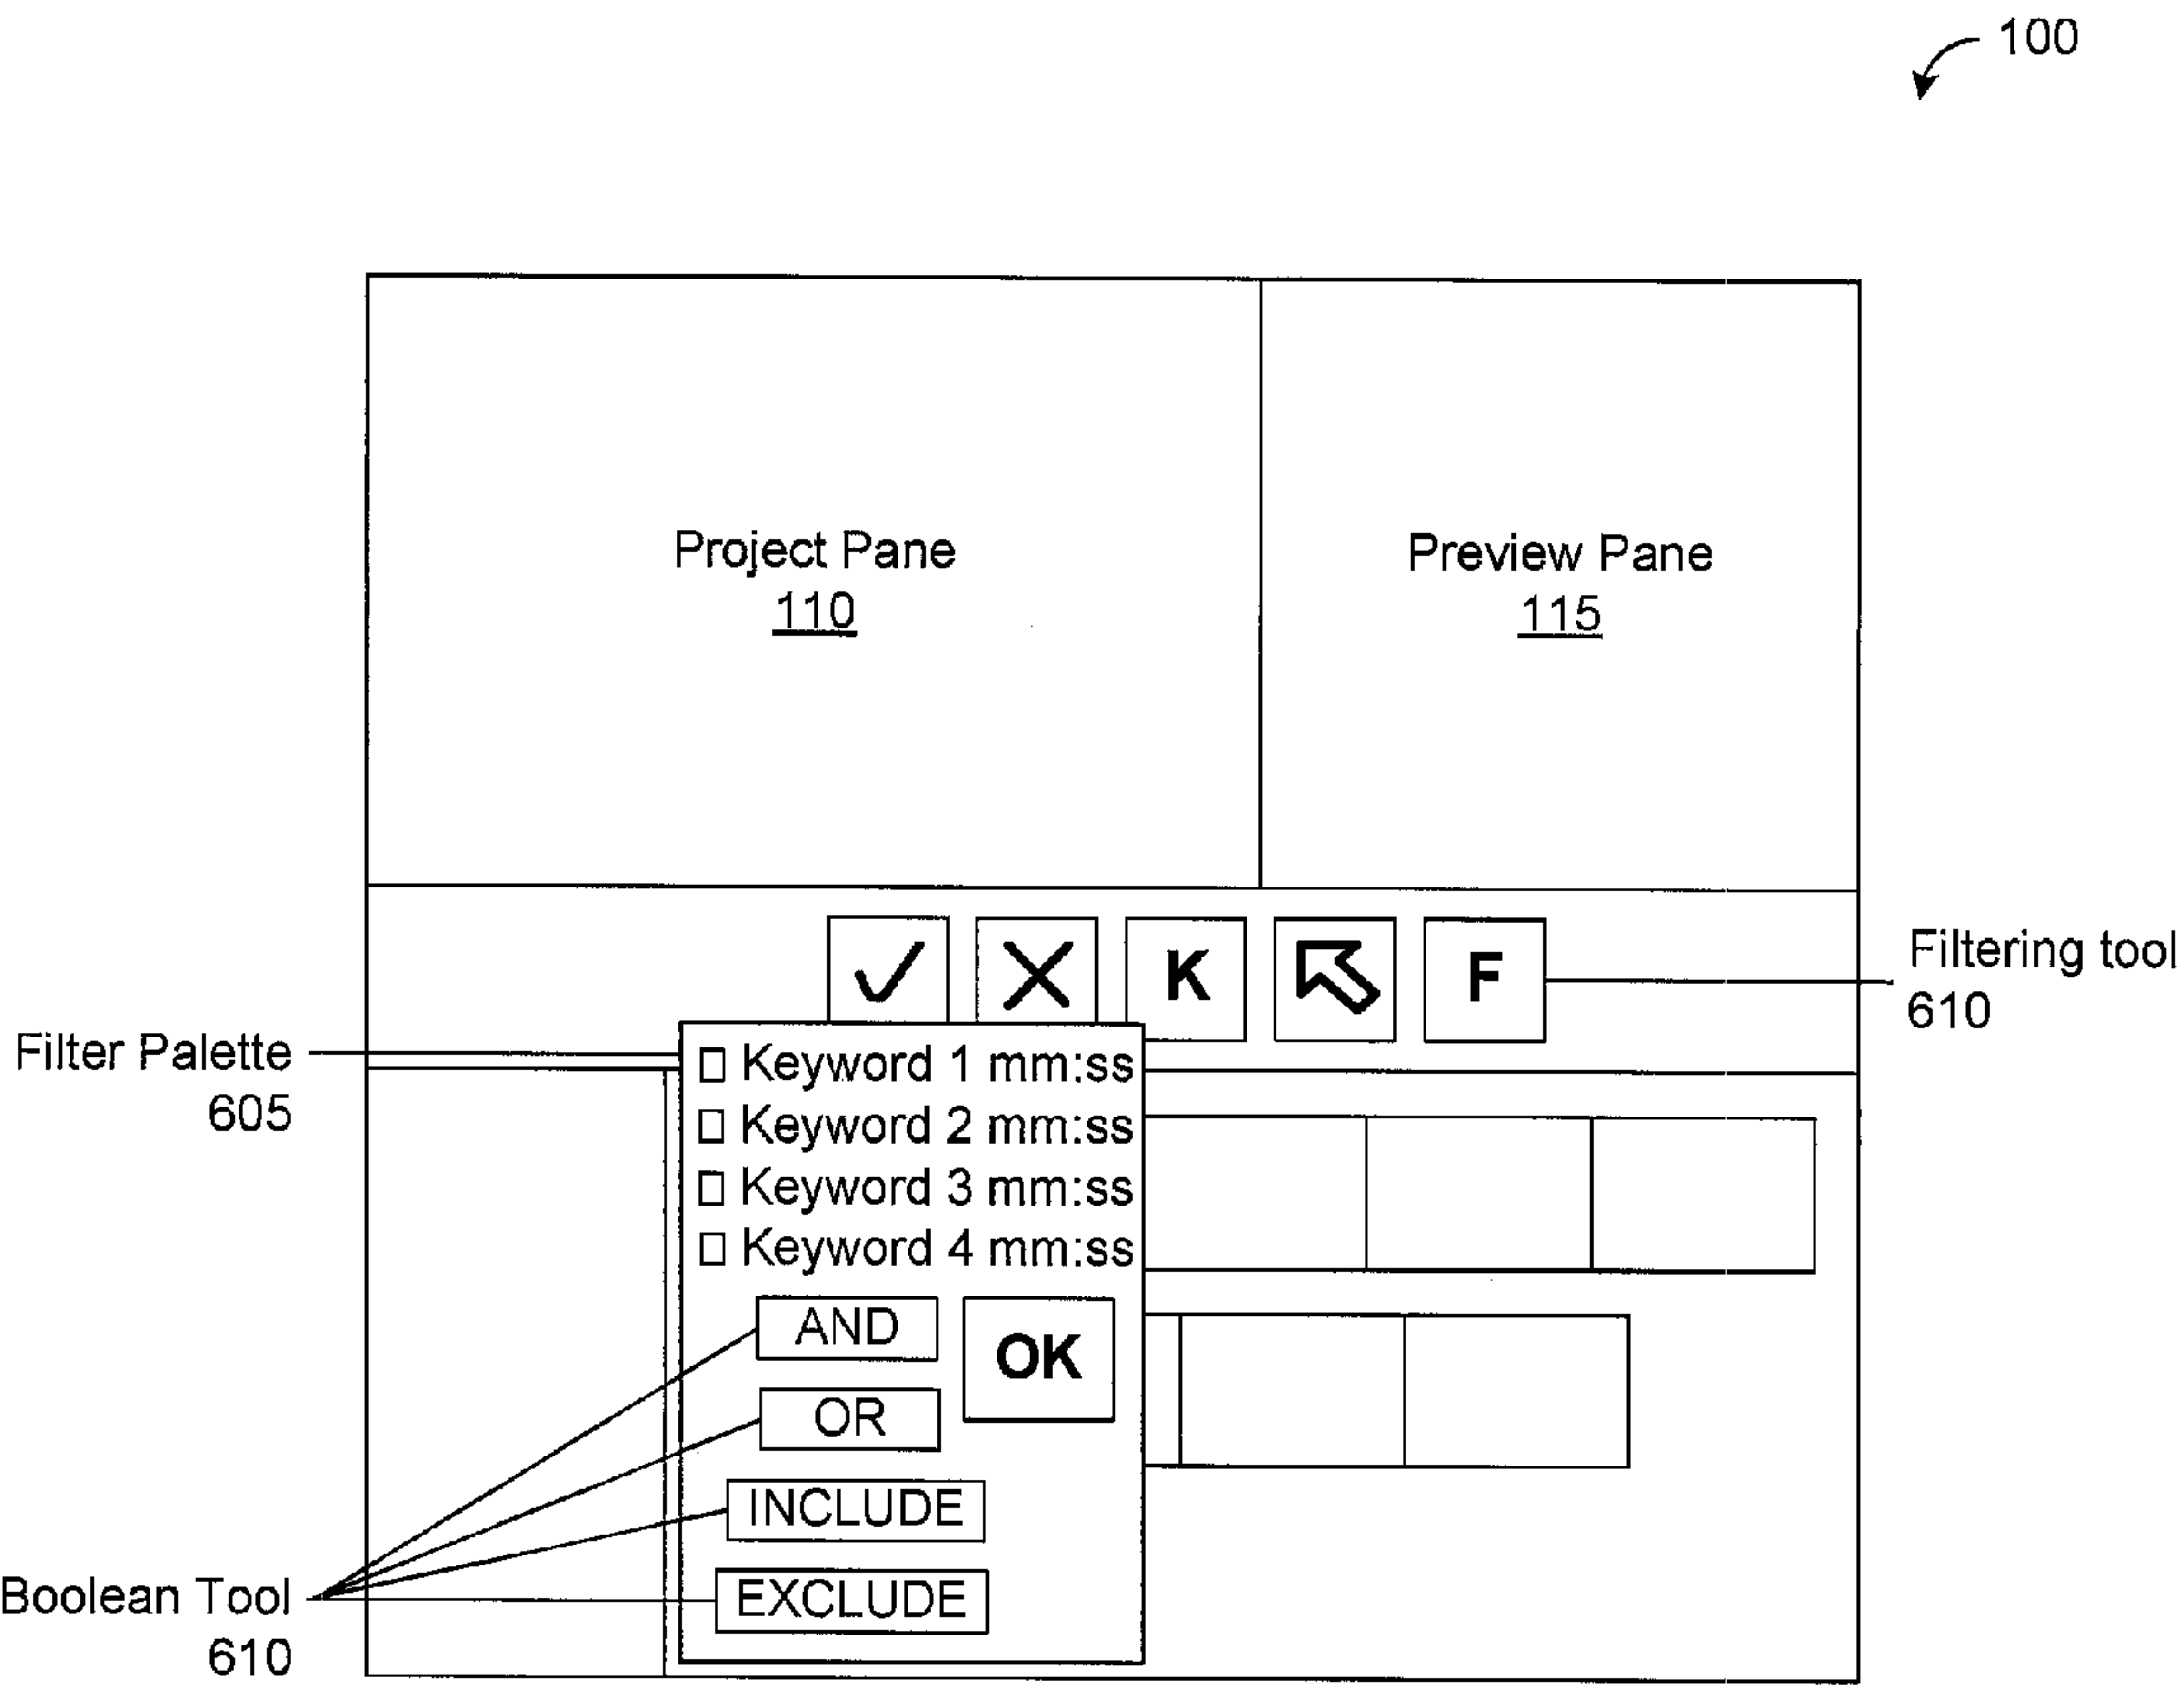 100
Project Pane
110
Preview Pane
115
K
F
Filtering tool
610
Filter Palette
605
Keyword 1 mm:ss
Keyword 2 mm:ss
Keyword 3 mm:ss
Keyword 4 mm:ss
AND
OK
OR
INCLUDE
EXCLUDE
Boolean Tool
610